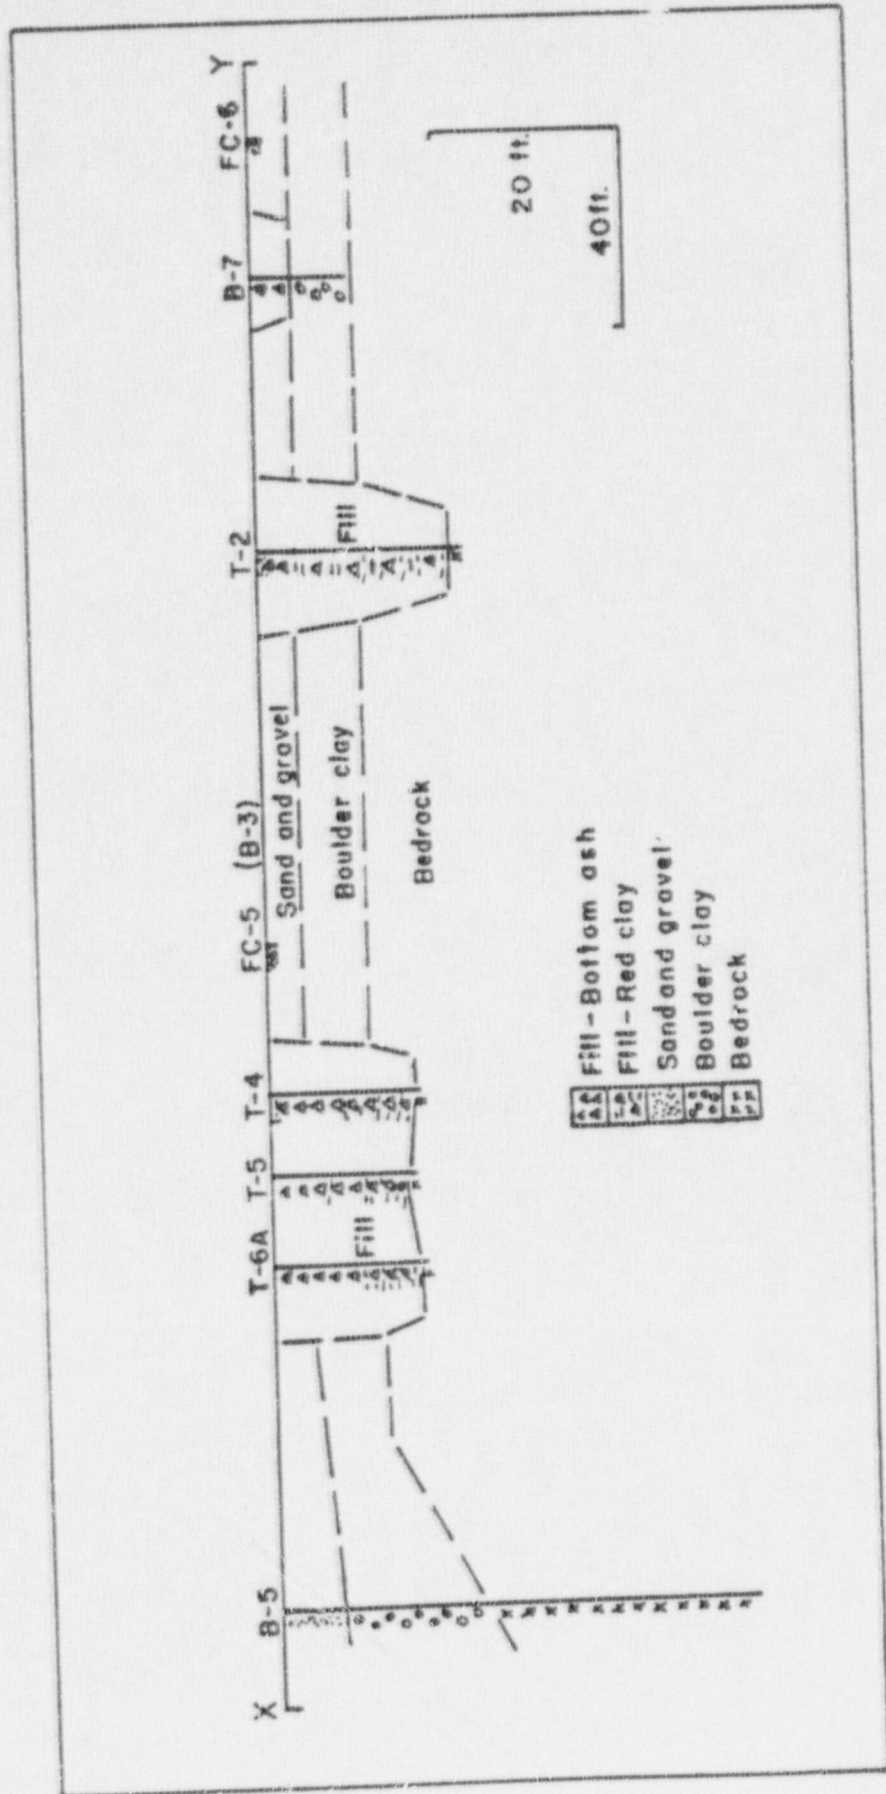 X
B-5
T-6A
T-5
T-4
FC-5
(B-3)
T-2
B-7
FC-6
Y
Sand and gravel
Boulder clay
Bedrock
Fill
Fill
20 ft.
40ft.
Fill-Bottom ash
Fill-Red clay
Sand and gravel
Boulder clay
Bedrock